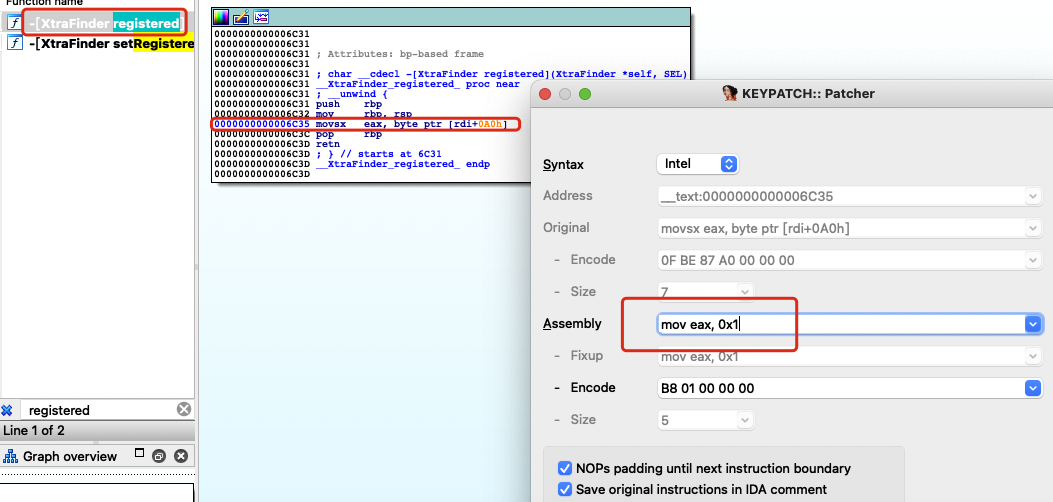 Function name
f -[XtraFinder registered]
f -[XtraFinder setRegistere
registered
Line 1 of 2
Graph overview
0000000000006C31
0000000000006C31
0000000000006C31 ; Attributes: bp-based frame
0000000000006C31
0000000000006C31 ; char __cdecl -[XtraFinder registered](XtraFinder *self, SEL)
0000000000006C31 __XtraFinder_registered_ proc near
0000000000006C31 ; __unwind {
0000000000006C31 push rbp
0000000000006C32 mov rbp, rsp
0000000000006C35 movsx eax, byte ptr [rdi+0A0h]
0000000000006C3C pop rbp
0000000000006C3D retn
0000000000006C3D ; } // starts at 6C31
0000000000006C3D __XtraFinder_registered_ endp
0000000000006C3D
KEYPATCH:: Patcher
Syntax Intel
Address __text:0000000000006C35
Original movsx eax, byte ptr [rdi+0A0h]
- Encode 0F BE 87 A0 00 00 00
- Size 7
Assembly mov eax, 0x1
- Fixup mov eax, 0x1
- Encode B8 01 00 00 00
- Size 5
NOPs padding until next instruction boundary
Save original instructions in IDA comment